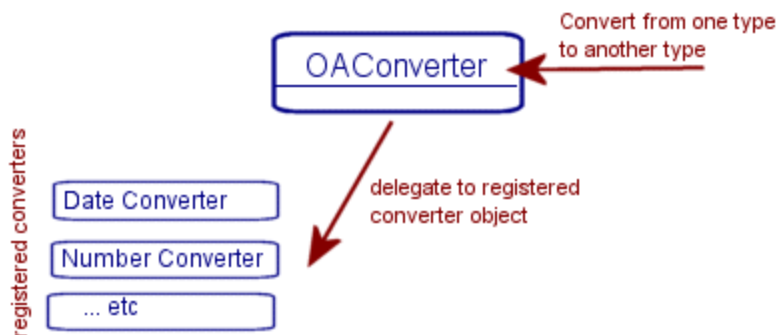 Convert from one type
to another type
OAConverter
registered converters
delegate to registered
converter object
Date Converter
Number Converter
... etc